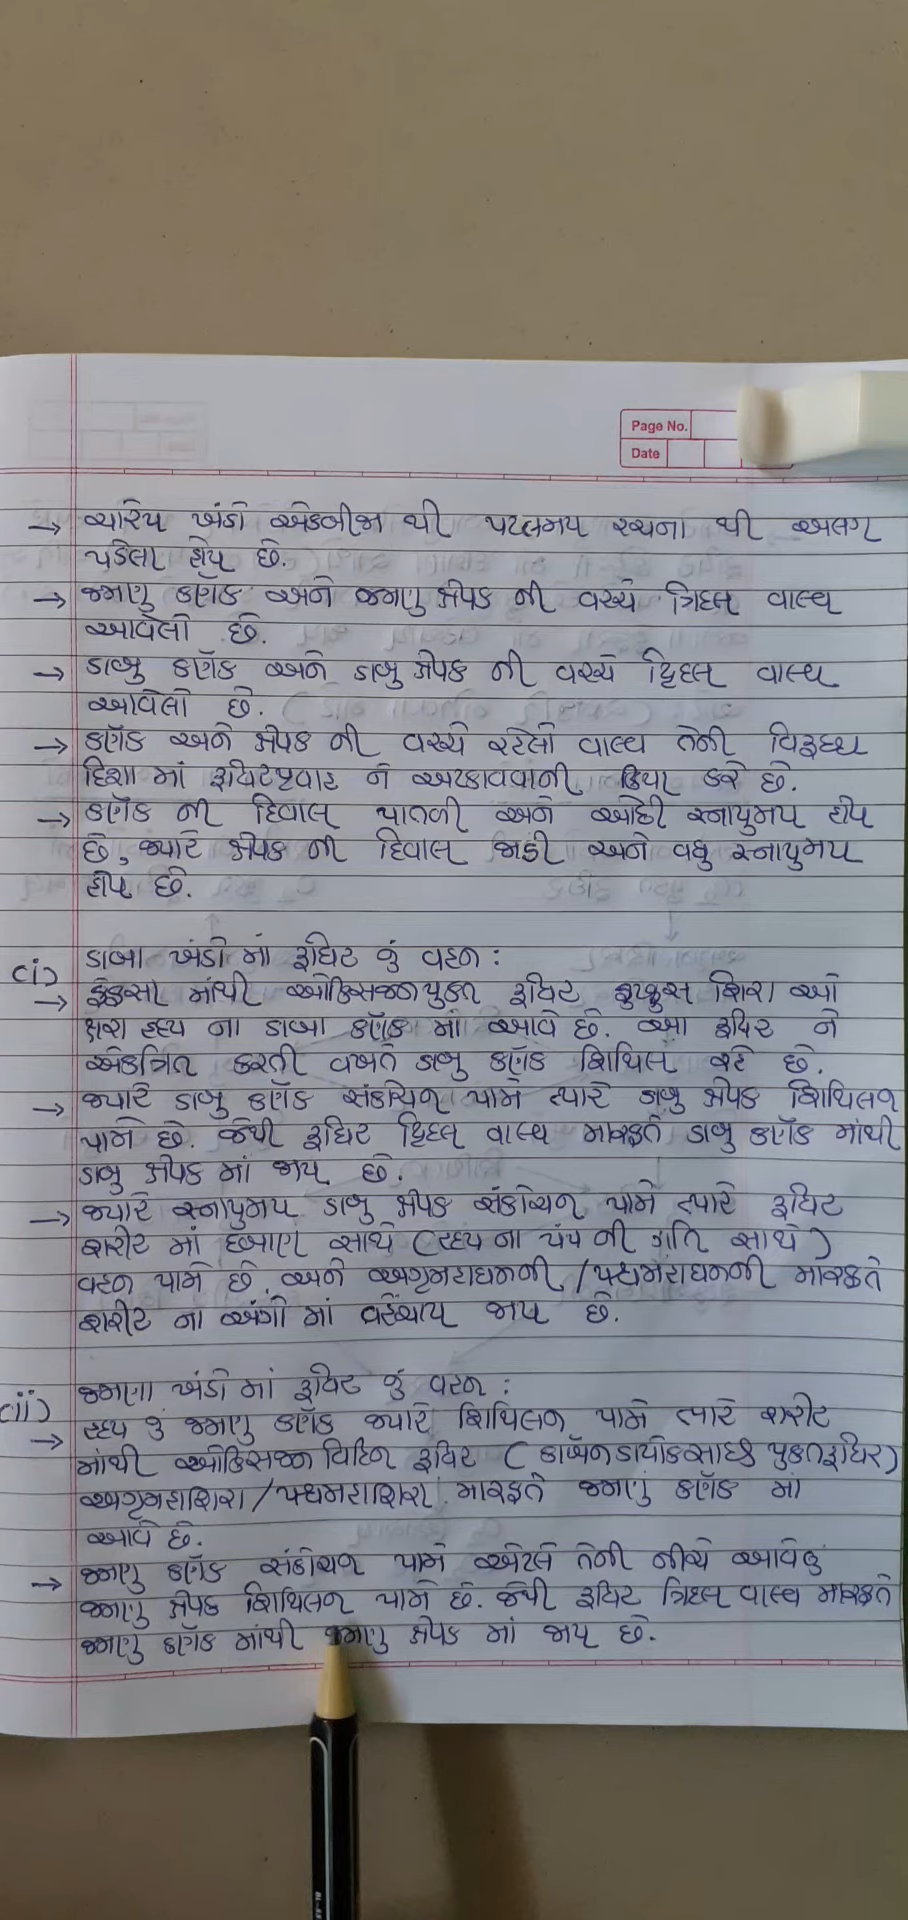 Page No.
Date
→ ચારેય ખંડો એકબીજા થી પટલમય રચના થી અલગ
પડેલા હોય છે.
→ જમણુ કર્ણક અને જમણુ ક્ષેપક ની વચ્ચે ત્રિદલ વાલ્વ
આવેલો છે.
→ ડાબુ કર્ણક અને ડાબુ ક્ષેપક ની વચ્ચે દ્વિદલ વાલ્વ
આવેલો છે.
→ કર્ણક અને ક્ષેપક ની વચ્ચે રહેલો વાલ્વ તેની વિરૂદ્ધ
દિશા માં રૂધિરપ્રવાહ ને અટકાવવાની ક્રિયા કરે છે.
→ કર્ણક ની દિવાલ પાતળી અને ઓછી સ્નાયુમય હોય
છે, જ્યારે ક્ષેપક ની દિવાલ જાડી અને વધુ સ્નાયુમય
હોય છે.
(i) ડાબા ખંડો માં રૂધિર નું વહન :
→ ફેફસા માંથી ઓક્સિજનયુક્ત રૂધિર ફુફ્ફુસ શિરા ઓ
દ્વારા હૃદય ના ડાબા કર્ણક માં આવે છે. આ રૂધિર ને
એકત્રિત કરતી વખતે ડાબુ કર્ણક શિથિલ રહે છે.
→ જ્યારે ડાબુ કર્ણક સંકોચન પામે ત્યારે ડાબુ ક્ષેપક શિથિલન
પામે છે. જેથી રૂધિર દ્વિદલ વાલ્વ મારફતે ડાબુ કર્ણક માંથી
ડાબુ ક્ષેપક માં જાય છે.
→ જ્યારે સ્નાયુમય ડાબુ ક્ષેપક સંકોચન પામે ત્યારે રૂધિર
શરીર માં દબાણ સાથે (હૃદય ના પંપ ની ગતિ સાથે)
વહન પામે છે અને અગ્રમહાધમની /પશ્ચમહાધમની મારફતે
શરીર ના અંગો માં વહેંચાય જાય છે.
(ii) જમણા ખંડો માં રૂધિર નું વહન :
→ હૃદય નું જમણુ કર્ણક જ્યારે શિથિલન પામે ત્યારે શરીર
માંથી ઓક્સિજન વિહિન રૂધિર (કાર્બન ડાયોક્સાઈડ યુક્ત રૂધિર)
અગ્રમહાશિરા /પશ્ચમહાશિરા મારફતે જમણું કર્ણક માં
આવે છે.
→ જમણુ કર્ણક સંકોચન પામે એટલે તેની નીચે આવેલુ
જમણુ ક્ષેપક શિથિલન પામે છે. જેથી રૂધિર ત્રિદલ વાલ્વ મારફતે
જમણુ કર્ણક માંથી જમણુ ક્ષેપક માં જાય છે.